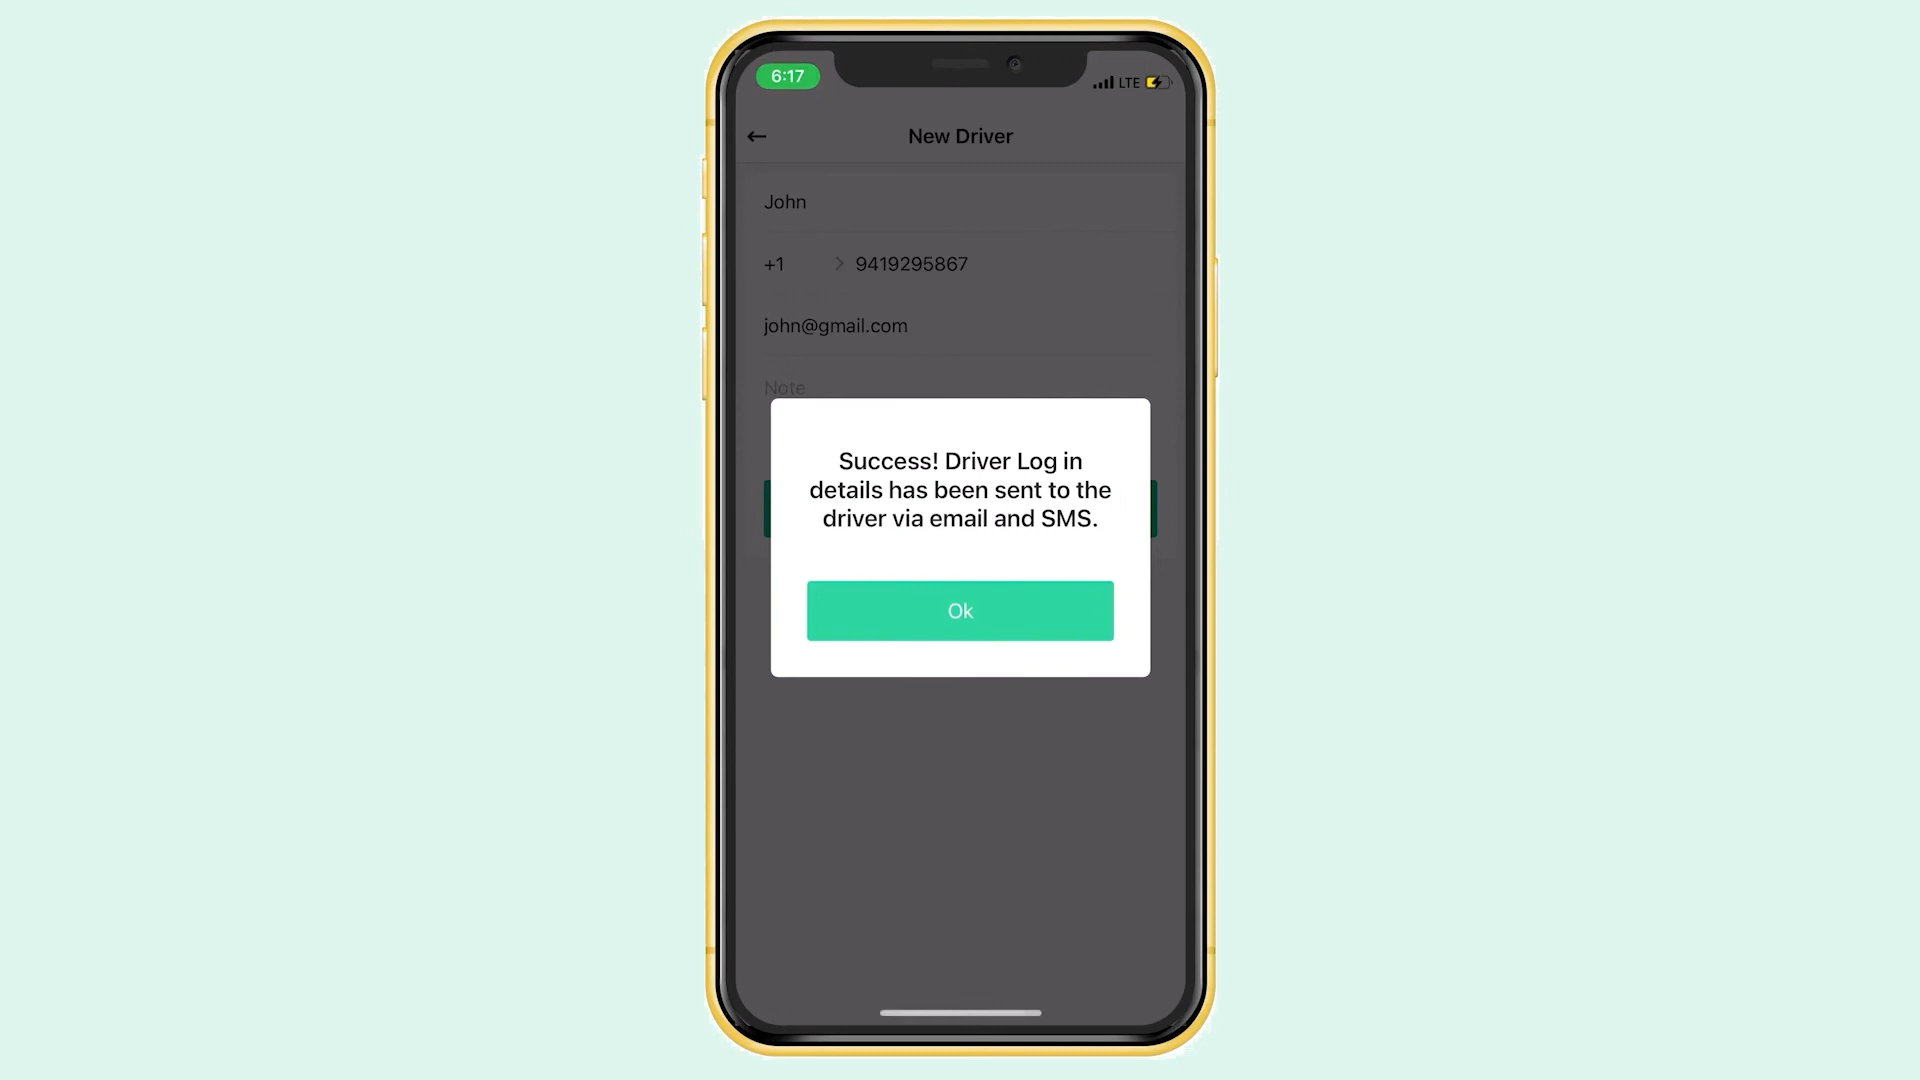 6:17
LTE
New Driver
John
+1 > 9419295867
john@gmail.com
Note
Success! Driver Log in
details has been sent to the
driver via email and SMS.
Ok